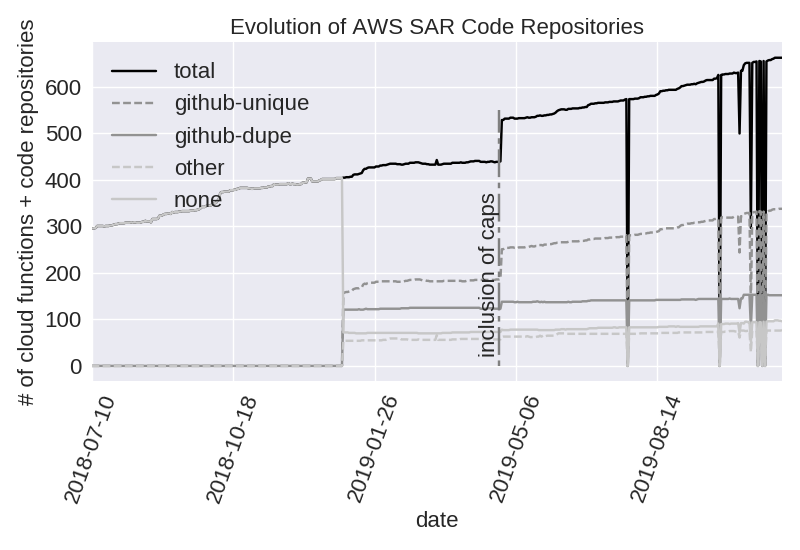 Evolution of AWS SAR Code Repositories
# of cloud functions + code repositories
600
500
400
300
200
100
0
total
github-unique
github-dupe
other
none
inclusion of caps
2018-07-10
2018-10-18
2019-01-26
2019-05-06
2019-08-14
date